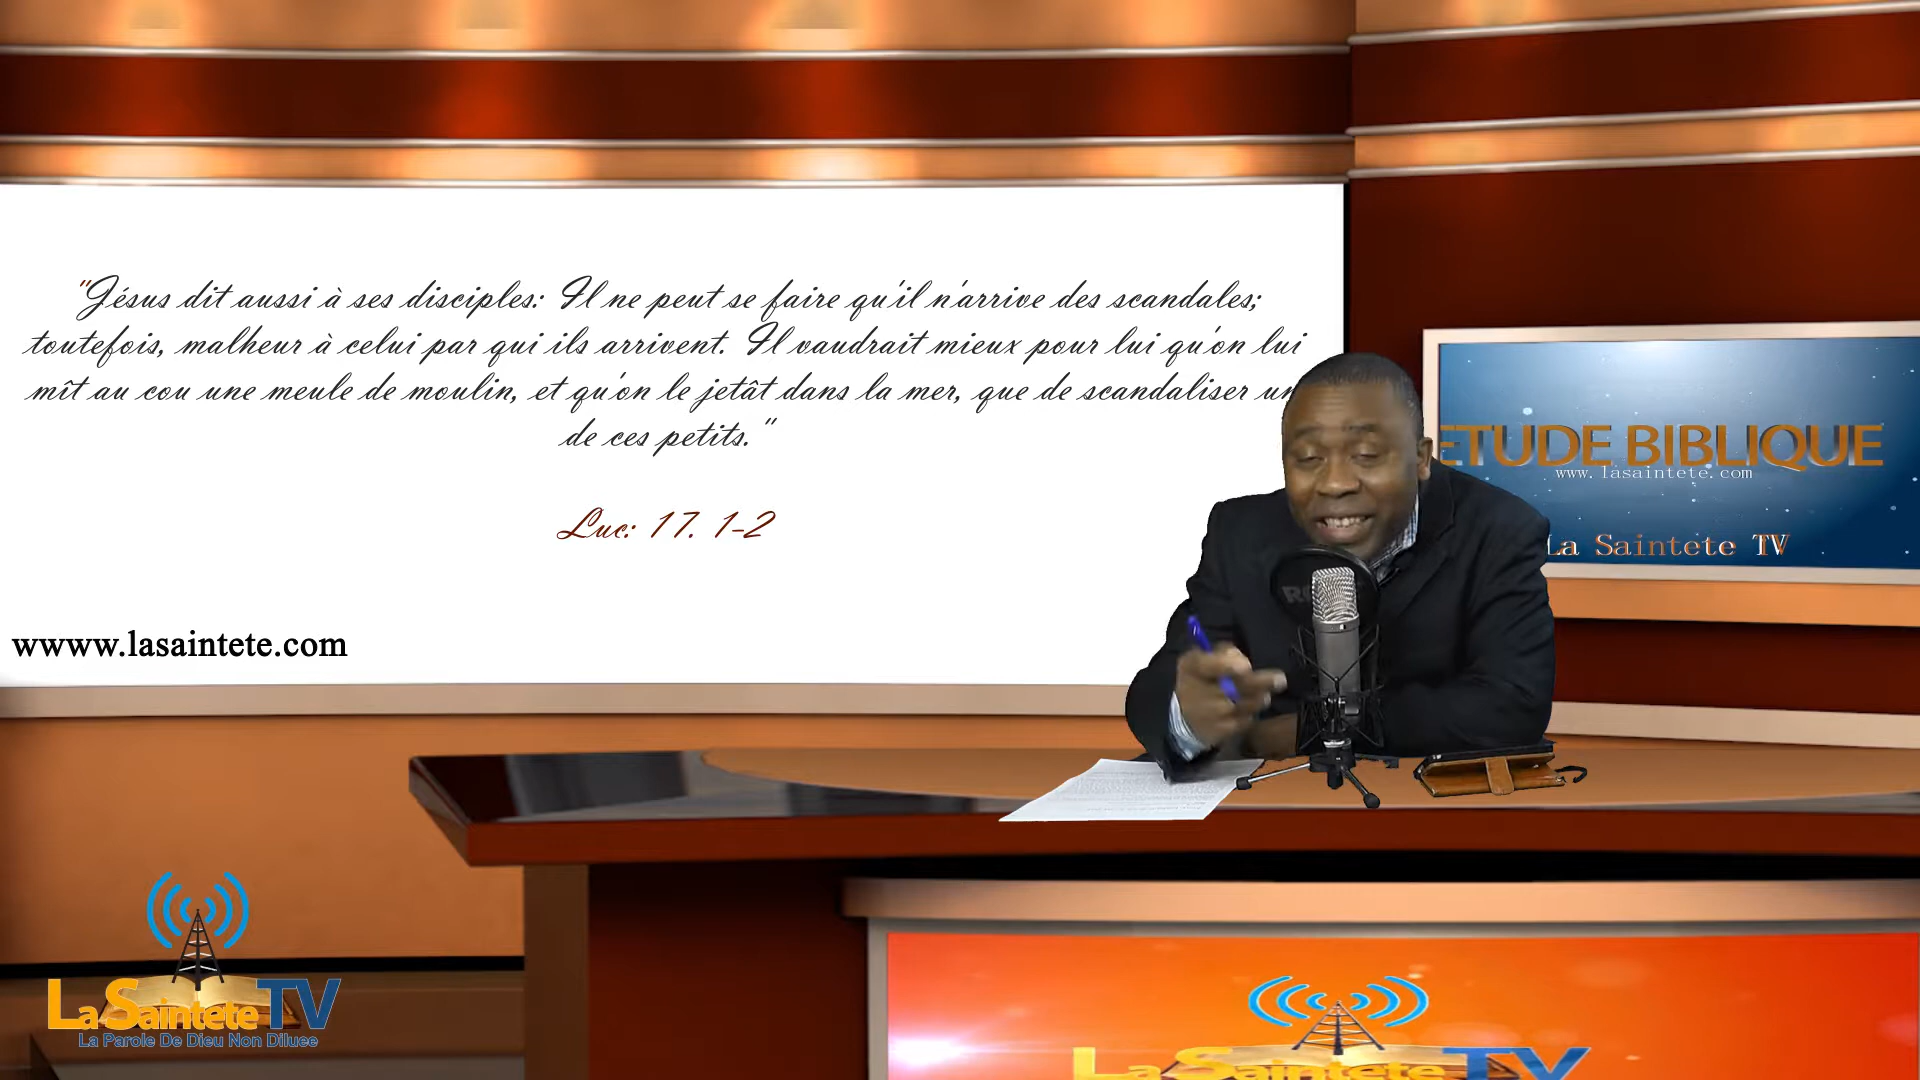 "Jésus dit aussi à ses disciples: Il ne peut se faire qu'il n'arrive des scandales;
toutefois, malheur à celui par qui ils arrivent. Il vaudrait mieux pour lui qu'on lui
mît au cou une meule de moulin, et qu'on le jetât dans la mer, que de scandaliser un
de ces petits."
Luc: 17. 1-2
wwww.lasaintete.com
ETUDE BIBLIQUE
www.lasaintete.com
La Saintete TV
La Saintete TV
La Parole De Dieu Non Diluee
La Saintete TV